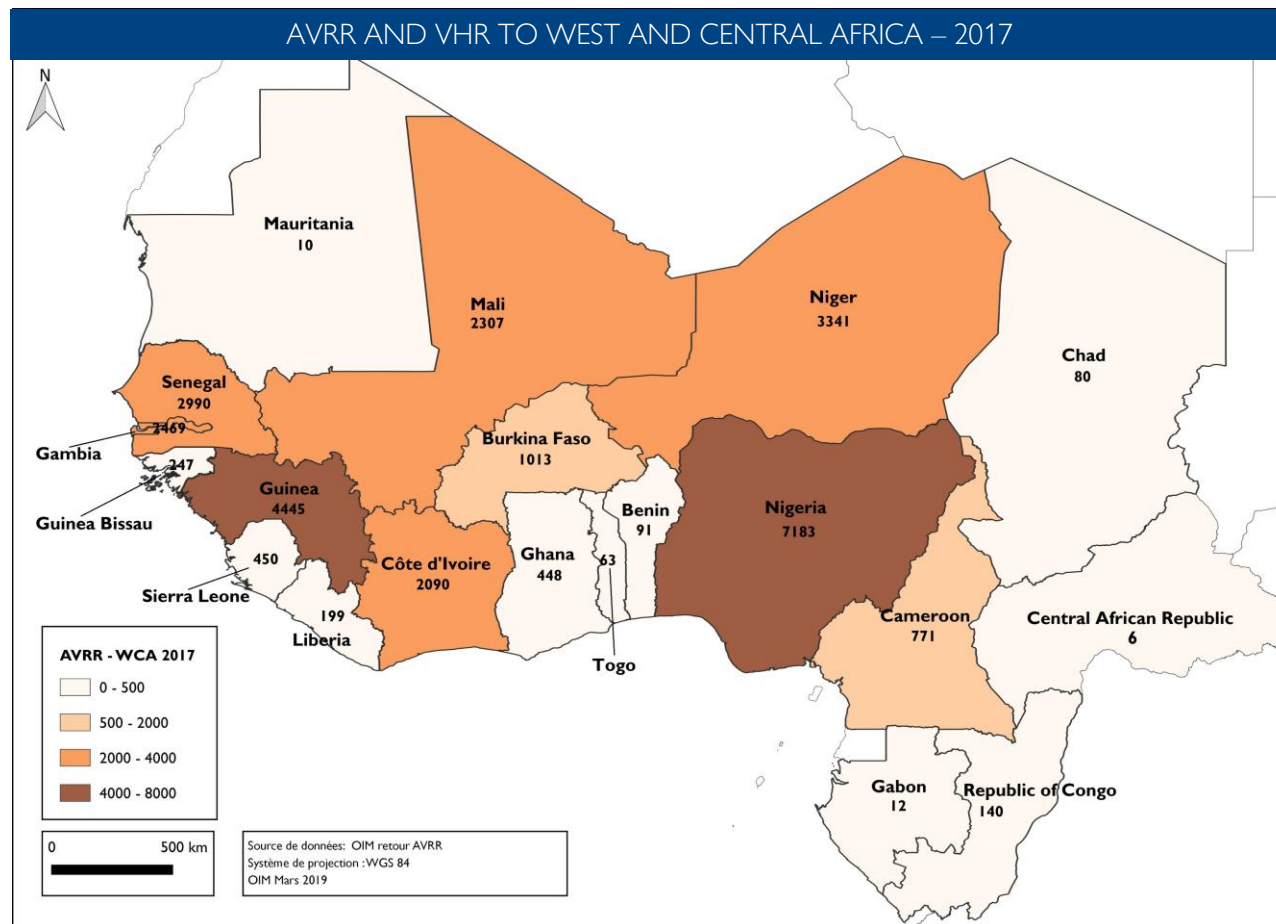 AVRR AND VHR TO WEST AND CENTRAL AFRICA – 2017
N
Mauritania
10
Mali
2307
Niger
3341
Chad
80
Senegal
2990
2469
Gambia
Burkina Faso
1013
247
Guinea Bissau
Guinea
4445
Benin
91
Nigeria
7183
450
Sierra Leone
Côte d'Ivoire
2090
Ghana
448
63
Togo
199
Liberia
Cameroon
771
Central African Republic
6
Gabon
12
Republic of Congo
140
AVRR - WCA 2017
0 - 500
500 - 2000
2000 - 4000
4000 - 8000
0 500 km
Source de données: OIM retour AVRR
Système de projection : WGS 84
OIM Mars 2019